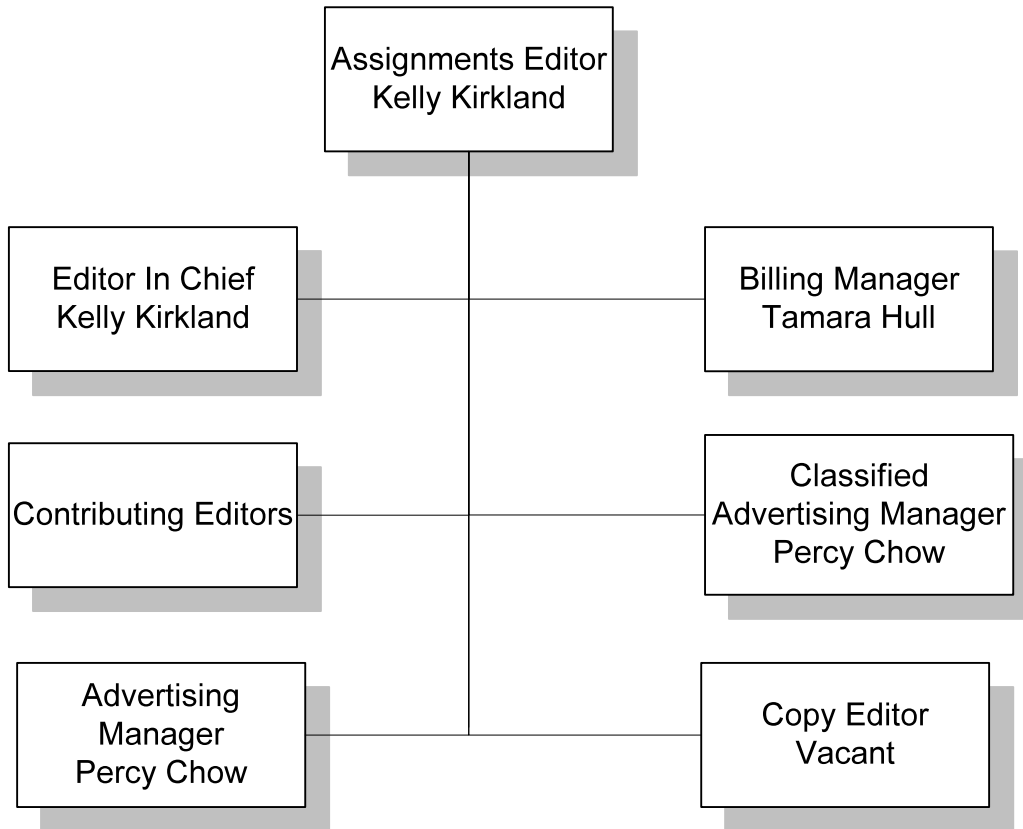 Assignments Editor
Kelly Kirkland
Editor In Chief
Kelly Kirkland
Billing Manager
Tamara Hull
Contributing Editors
Classified
Advertising Manager
Percy Chow
Advertising
Manager
Percy Chow
Copy Editor
Vacant